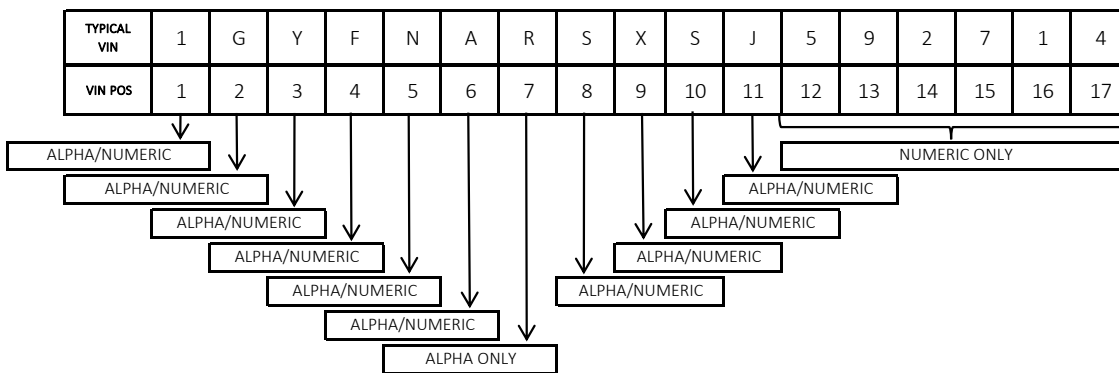 TYPICAL VIN 1 G Y F N A R S X S J 5 9 2 7 1 4
VIN POS 1 2 3 4 5 6 7 8 9 10 11 12 13 14 15 16 17
ALPHA/NUMERIC NUMERIC ONLY
ALPHA/NUMERIC ALPHA/NUMERIC
ALPHA/NUMERIC ALPHA/NUMERIC
ALPHA/NUMERIC ALPHA/NUMERIC
ALPHA/NUMERIC ALPHA/NUMERIC
ALPHA/NUMERIC
ALPHA ONLY